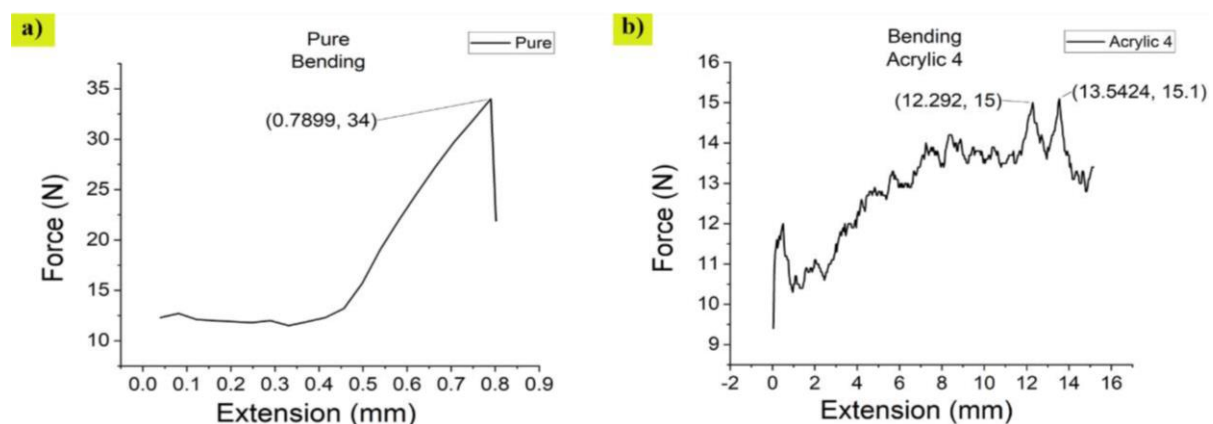 a)
Pure
Bending
Pure
(0.7899, 34)
35
30
25
20
15
10
Force (N)
0.0 0.1 0.2 0.3 0.4 0.5 0.6 0.7 0.8 0.9
Extension (mm)
b)
Bending
Acrylic 4
Acrylic 4
(12.292, 15)
(13.5424, 15.1)
16
15
14
13
12
11
10
9
Force (N)
-2 0 2 4 6 8 10 12 14 16
Extension (mm)